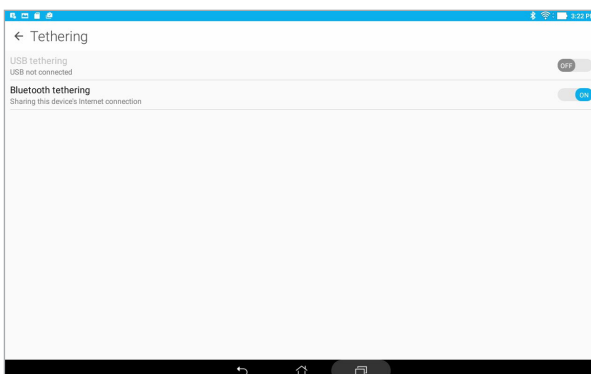 3:22 P
Tethering
USB tethering
USB not connected
OFF
Bluetooth tethering
Sharing this device's Internet connection
ON